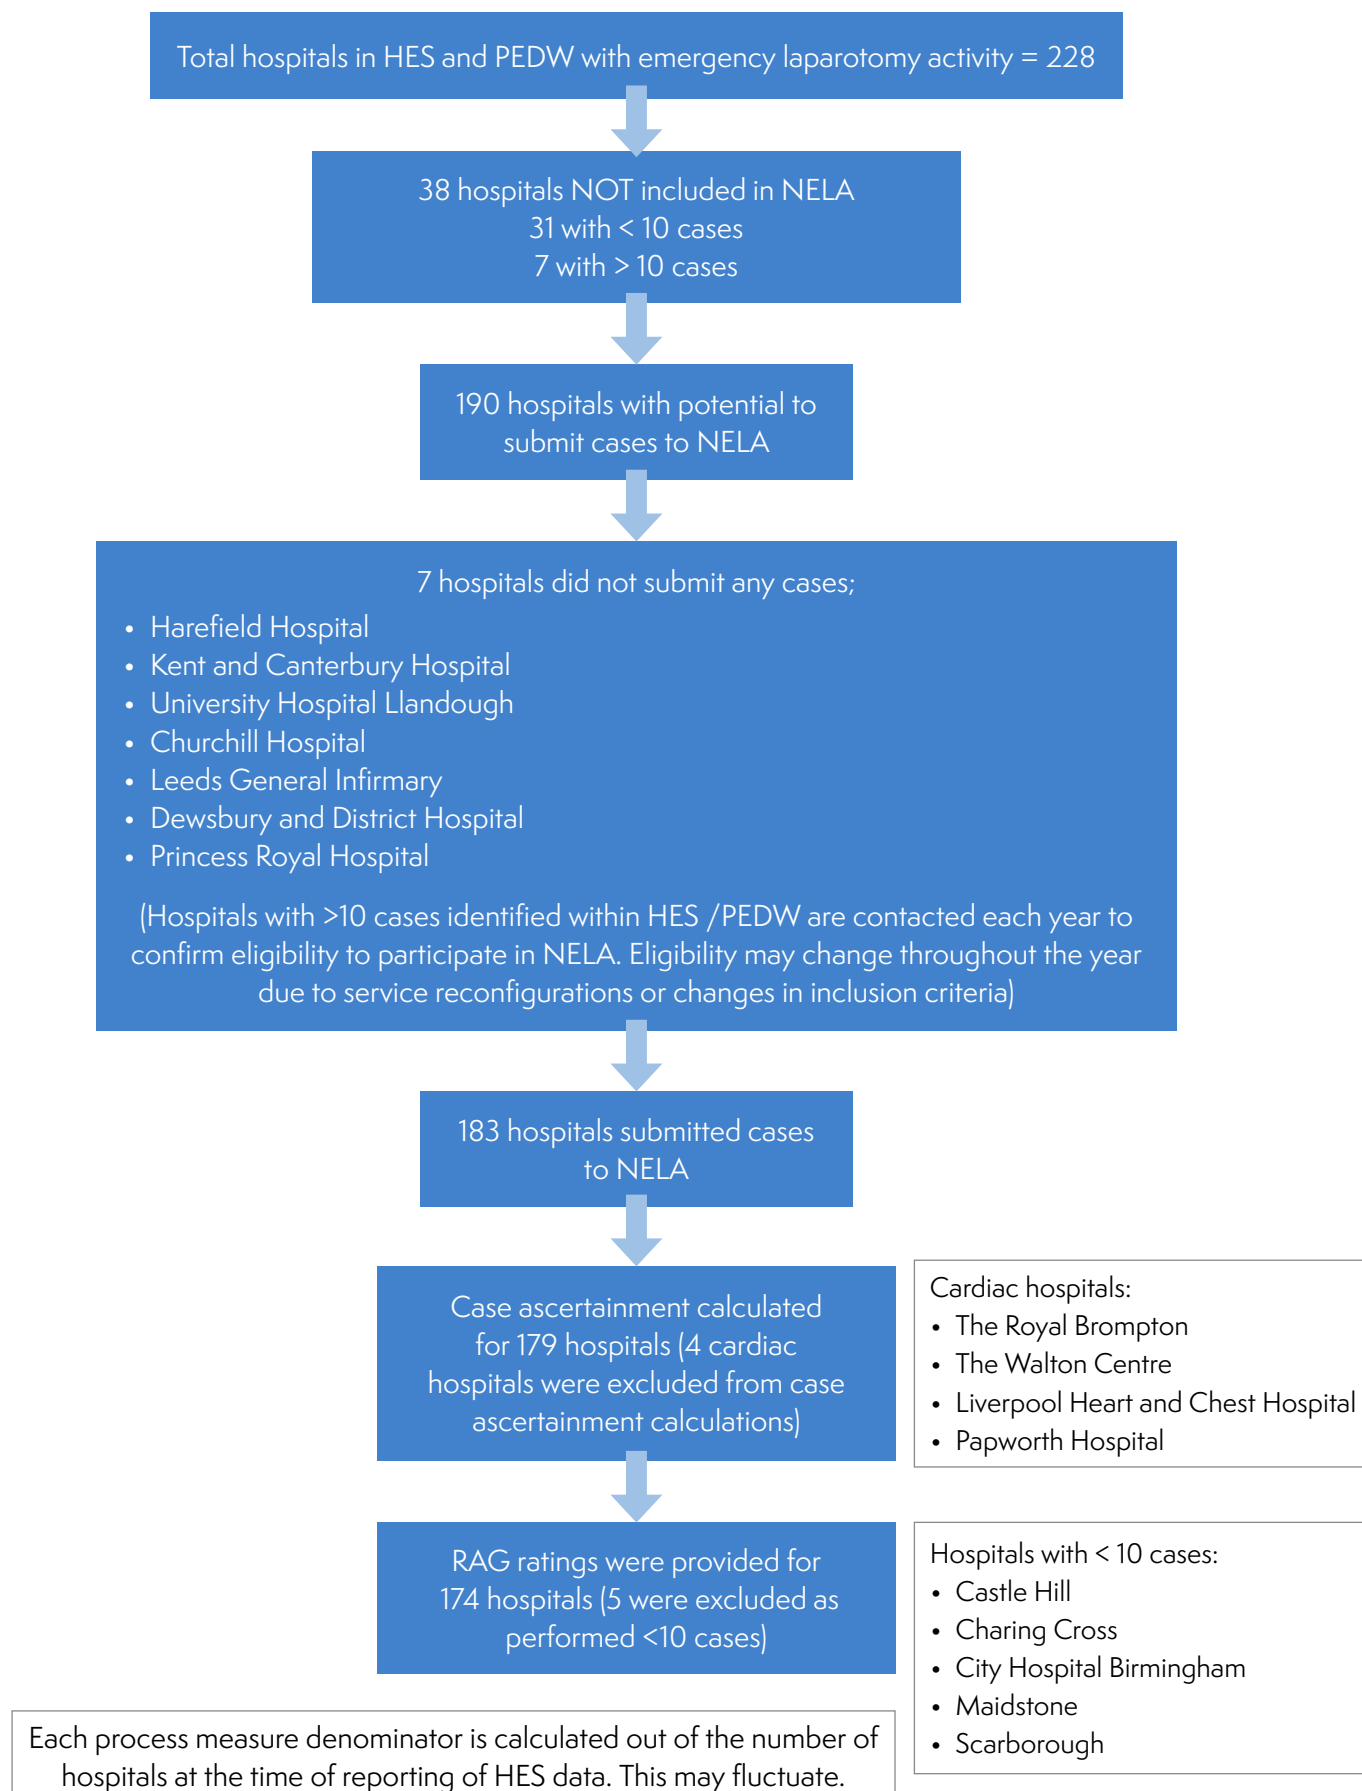 Total hospitals in HES and PEDW with emergency laparotomy activity = 228
38 hospitals NOT included in NELA
31 with < 10 cases
7 with > 10 cases
190 hospitals with potential to
submit cases to NELA
7 hospitals did not submit any cases;
• Harefield Hospital
• Kent and Canterbury Hospital
• University Hospital Llandough
• Churchill Hospital
• Leeds General Infirmary
• Dewsbury and District Hospital
• Princess Royal Hospital
(Hospitals with >10 cases identified within HES /PEDW are contacted each year to
confirm eligibility to participate in NELA. Eligibility may change throughout the year
due to service reconfigurations or changes in inclusion criteria)
183 hospitals submitted cases
to NELA
Case ascertainment calculated
for 179 hospitals (4 cardiac
hospitals were excluded from case
ascertainment calculations)
Cardiac hospitals:
• The Royal Brompton
• The Walton Centre
• Liverpool Heart and Chest Hospital
• Papworth Hospital
RAG ratings were provided for
174 hospitals (5 were excluded as
performed <10 cases)
Hospitals with < 10 cases:
• Castle Hill
• Charing Cross
• City Hospital Birmingham
• Maidstone
• Scarborough
Each process measure denominator is calculated out of the number of
hospitals at the time of reporting of HES data. This may fluctuate.